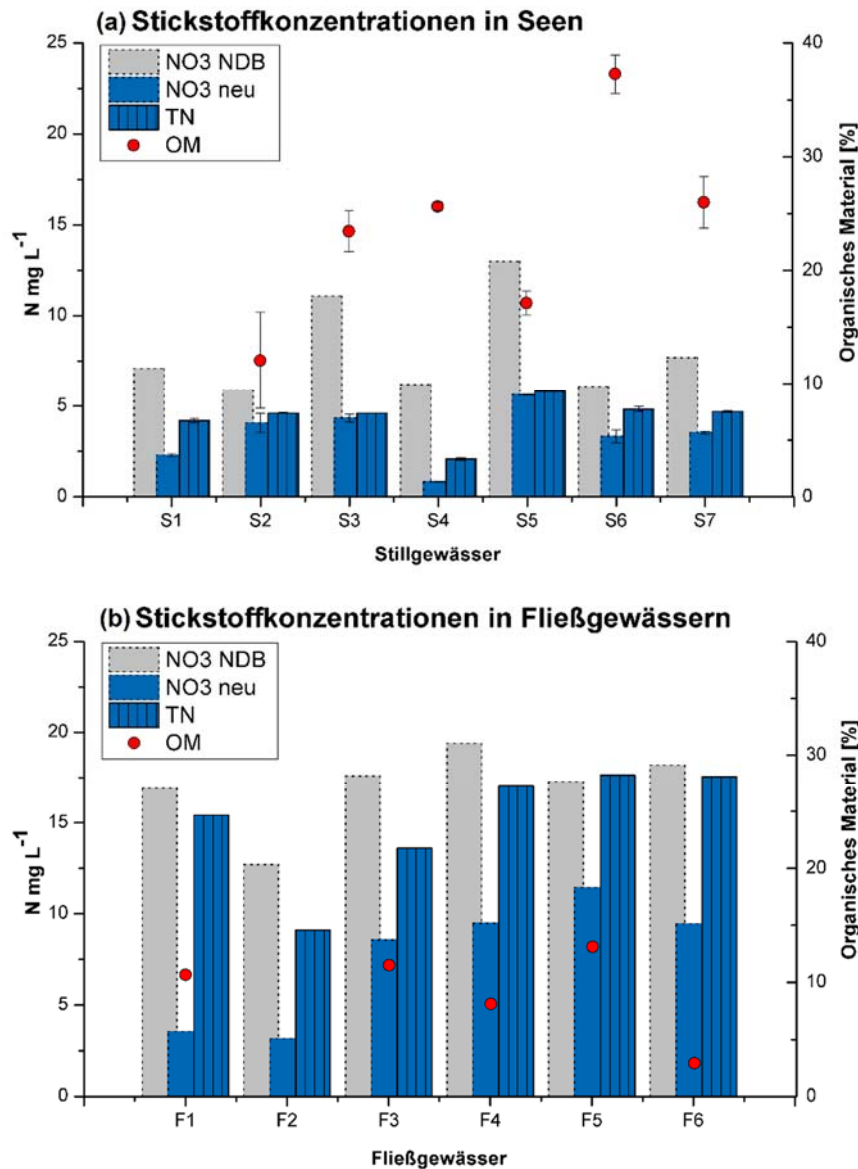 (a) Stickstoffkonzentrationen in Seen
NO3 NDB
NO3 neu
TN
OM
25
20
15
10
5
0
N mg L⁻¹
40
30
20
10
0
Organisches Material [%]
S1 S2 S3 S4 S5 S6 S7
Stillgewässer
(b) Stickstoffkonzentrationen in Fließgewässern
NO3 NDB
NO3 neu
TN
OM
25
20
15
10
5
0
N mg L⁻¹
40
30
20
10
0
Organisches Material [%]
F1 F2 F3 F4 F5 F6
Fließgewässer